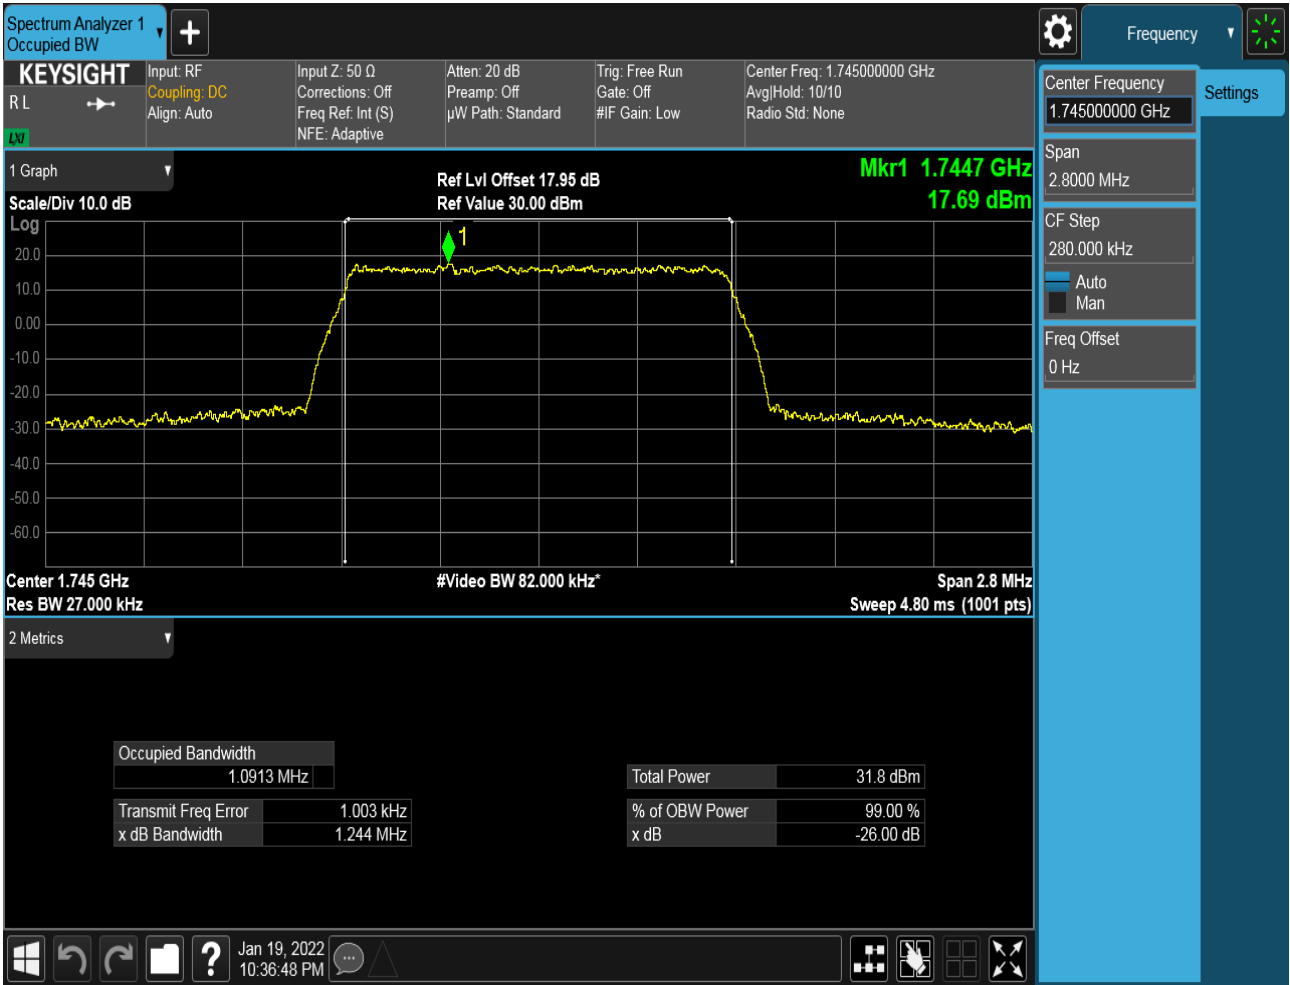 Spectrum Analyzer 1
Occupied BW
Frequency
KEYSIGHT
R L
LXI
Input: RF
Coupling: DC
Align: Auto
Input Z: 50 Ω
Corrections: Off
Freq Ref: Int (S)
NFE: Adaptive
Atten: 20 dB
Preamp: Off
µW Path: Standard
Trig: Free Run
Gate: Off
#IF Gain: Low
Center Freq: 1.745000000 GHz
Avg|Hold: 10/10
Radio Std: None
Center Frequency
1.745000000 GHz
Settings
Span
2.8000 MHz
CF Step
280.000 kHz
Auto
Man
Freq Offset
0 Hz
1 Graph
Scale/Div 10.0 dB
Ref Lvl Offset 17.95 dB
Ref Value 30.00 dBm
Mkr1 1.7447 GHz
17.69 dBm
Log
1
20.0
10.0
0.00
-10.0
-20.0
-30.0
-40.0
-50.0
-60.0
Center 1.745 GHz
#Video BW 82.000 kHz*
Span 2.8 MHz
Res BW 27.000 kHz
Sweep 4.80 ms (1001 pts)
2 Metrics
Occupied Bandwidth
1.0913 MHz
Total Power 31.8 dBm
Transmit Freq Error 1.003 kHz
% of OBW Power 99.00 %
x dB Bandwidth 1.244 MHz
x dB -26.00 dB
?
Jan 19, 2022
10:36:48 PM